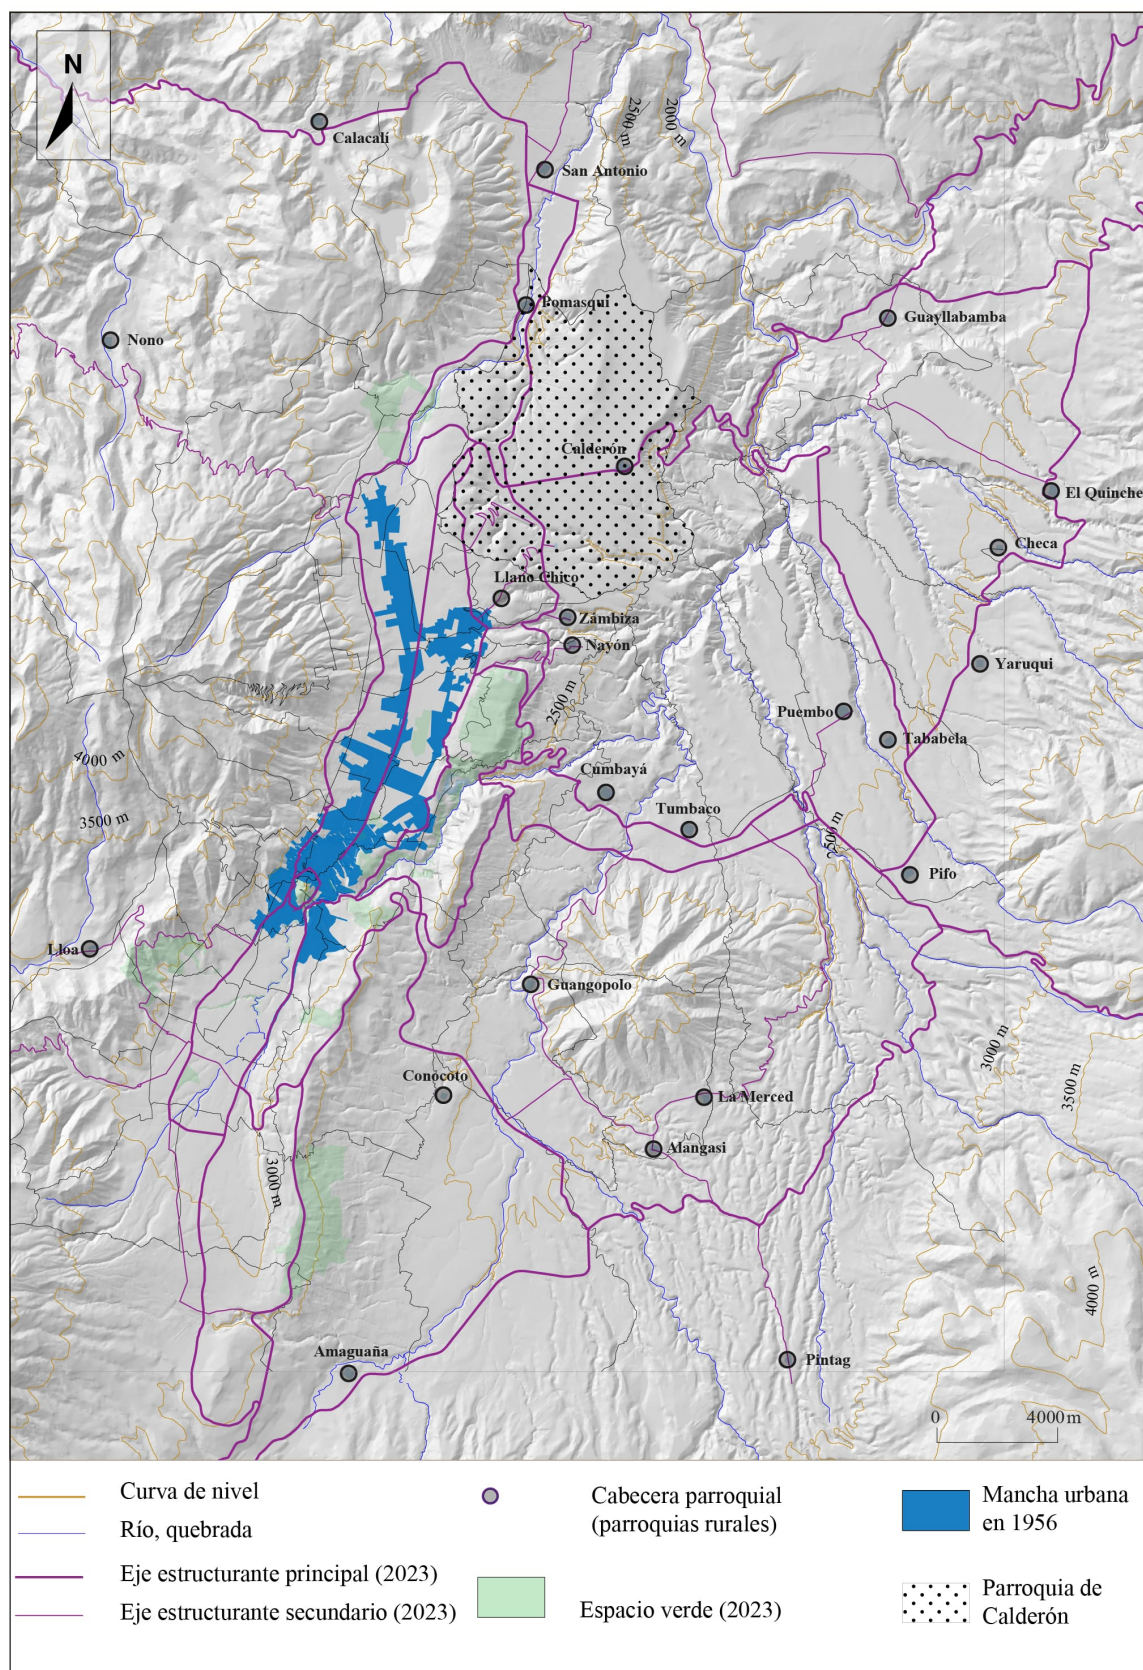 N
Calacalí
2500 m
2000 m
San Antonio
Pomasqui
Guayllabamba
Nono
Calderón
El Quinche
Checa
Llano Chico
Zámbiza
Nayón
Yaruqui
2500 m
Puembo
Tababela
4000 m
Cumbayá
Tumbaco
3500 m
2500 m
Pifo
Lloa
Guangopolo
3000 m
3500 m
Conocoto
La Merced
Alangasi
3000 m
4000 m
Amaguaña
Pintag
0 4000 m
Curva de nivel
Río, quebrada
Eje estructurante principal (2023)
Eje estructurante secundario (2023)
Cabecera parroquial
(parroquias rurales)
Espacio verde (2023)
Mancha urbana
en 1956
Parroquia de
Calderón